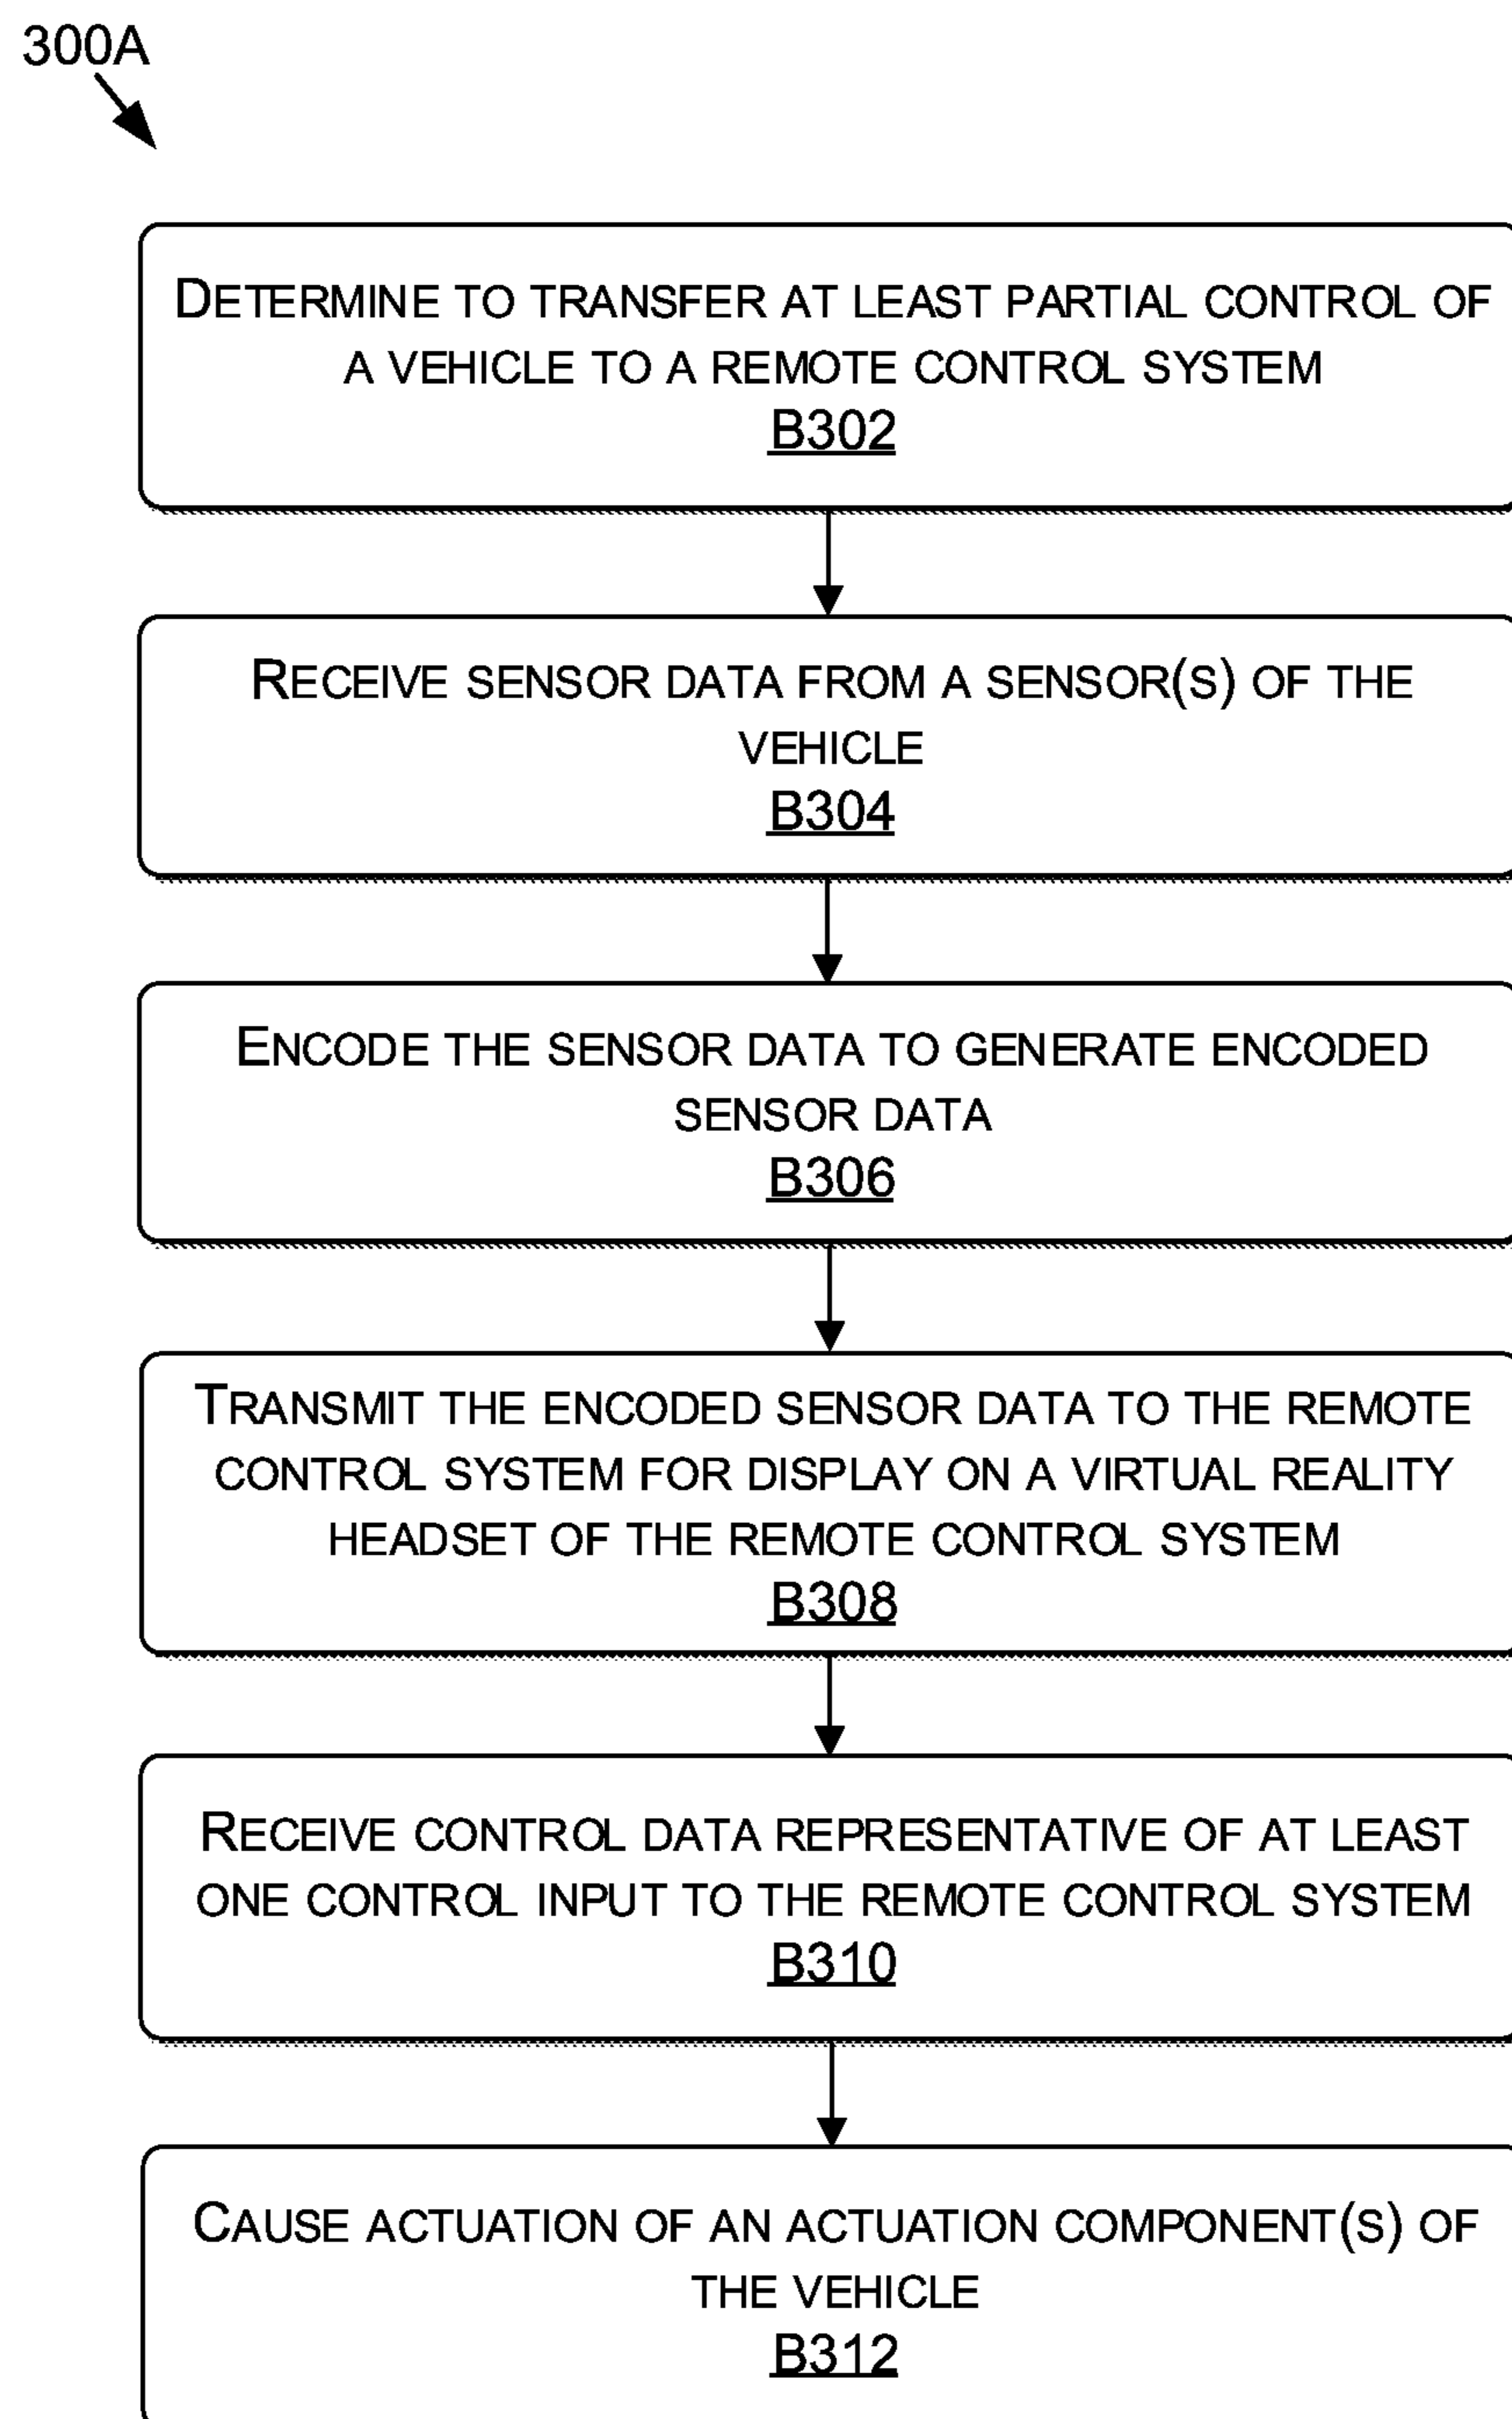 300A
DETERMINE TO TRANSFER AT LEAST PARTIAL CONTROL OF
A VEHICLE TO A REMOTE CONTROL SYSTEM
B302
RECEIVE SENSOR DATA FROM A SENSOR(S) OF THE
VEHICLE
B304
ENCODE THE SENSOR DATA TO GENERATE ENCODED
SENSOR DATA
B306
TRANSMIT THE ENCODED SENSOR DATA TO THE REMOTE
CONTROL SYSTEM FOR DISPLAY ON A VIRTUAL REALITY
HEADSET OF THE REMOTE CONTROL SYSTEM
B308
RECEIVE CONTROL DATA REPRESENTATIVE OF AT LEAST
ONE CONTROL INPUT TO THE REMOTE CONTROL SYSTEM
B310
CAUSE ACTUATION OF AN ACTUATION COMPONENT(S) OF
THE VEHICLE
B312